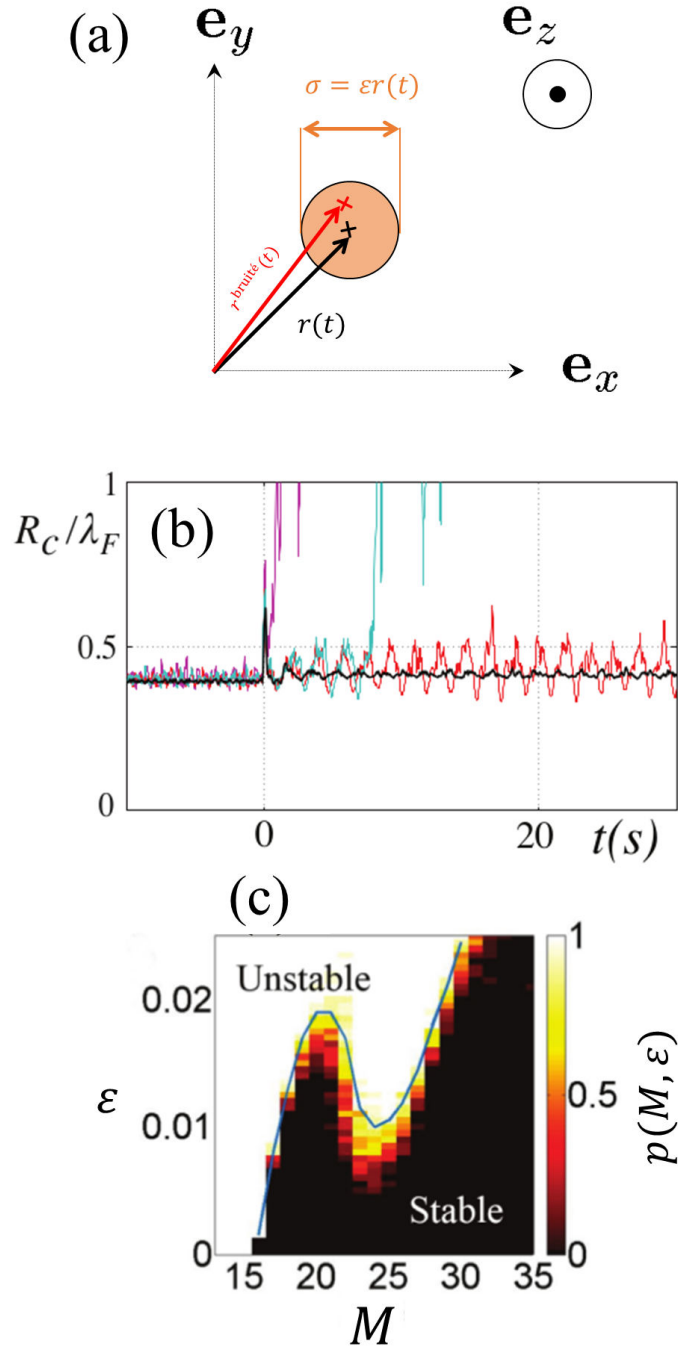 (a)
e_y
e_z
σ = εr(t)
r^bruité(t)
r(t)
e_x
1
R_C/λ_F
(b)
0.5
0
0
20
t(s)
(c)
Unstable
1
0.02
ε
0.01
0.5
p(M, ε)
Stable
0
0
15
20
25
30
35
M